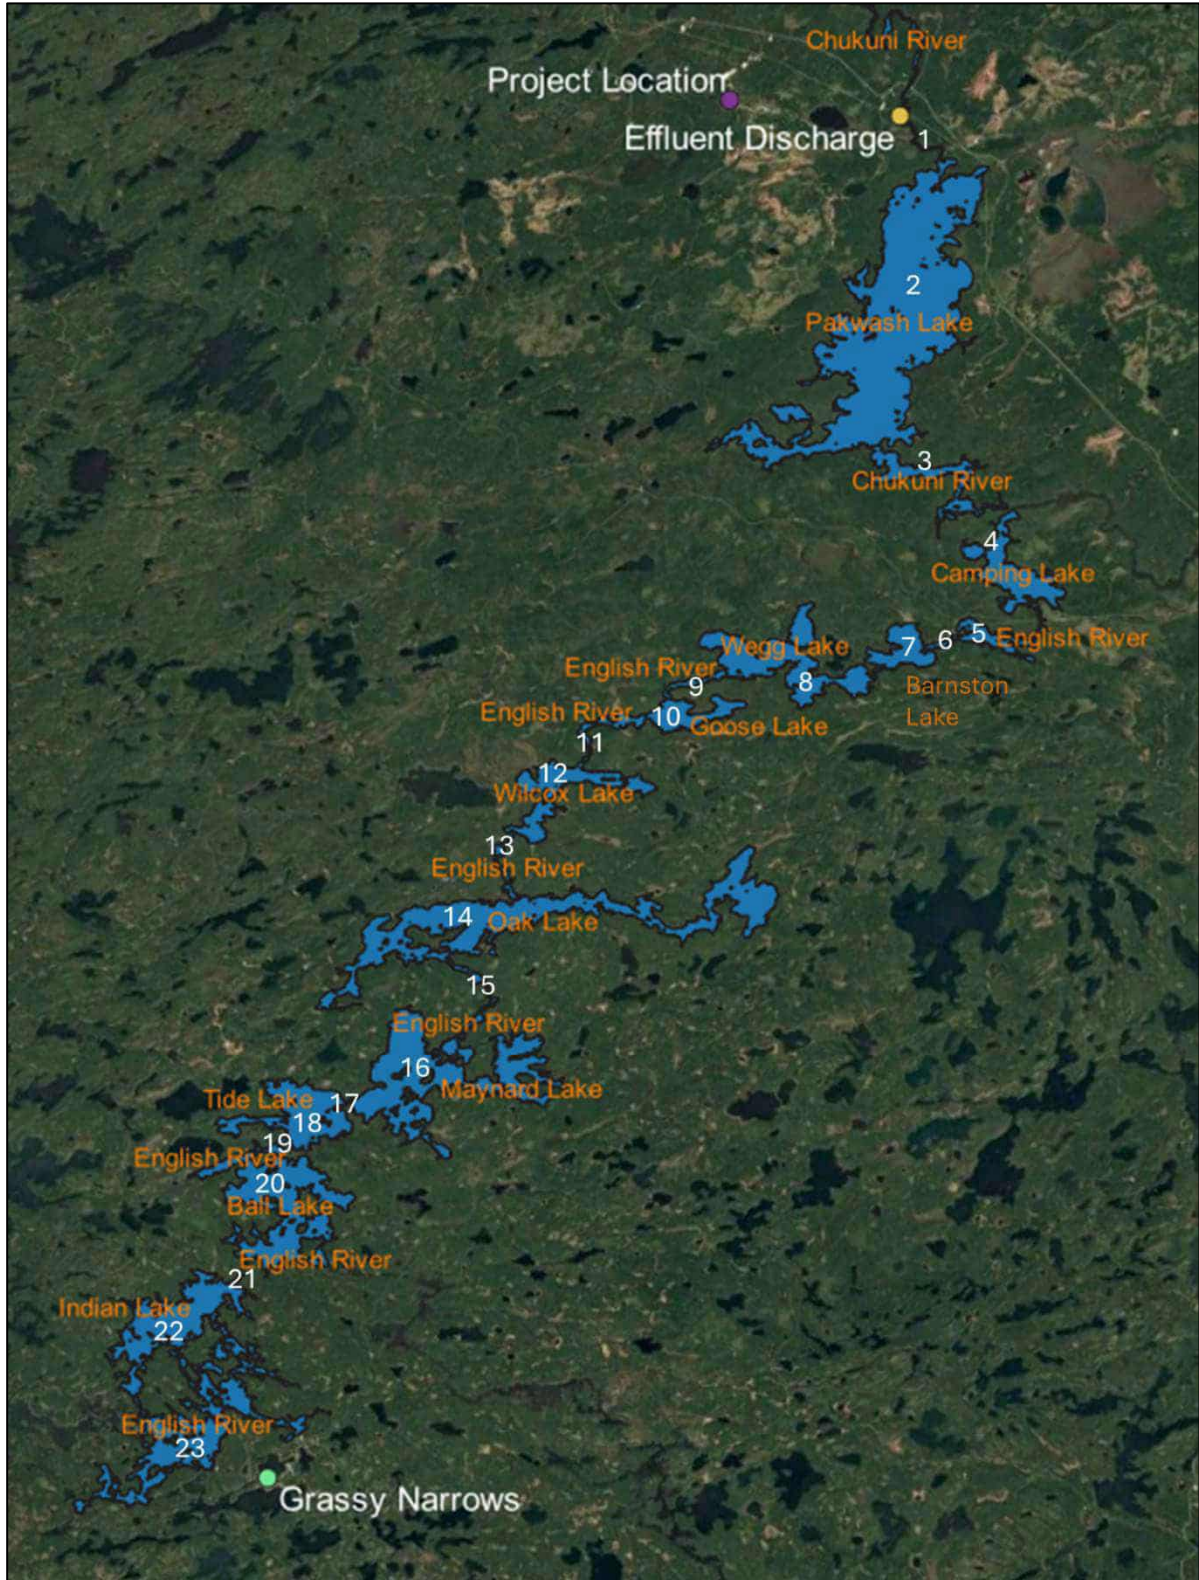 Chukuni River
Project Location
Effluent Discharge
1
2
Pakwash Lake
3
Chukuni River
4
Camping Lake
5
6
English River
7
Wegg Lake
English River
8
9
Barnston
Lake
English River
10
Goose Lake
11
12
Wilcox Lake
13
English River
14
Oak Lake
15
English River
16
Maynard Lake
Tide Lake
17
18
19
English River
20
Ball Lake
English River
21
Indian Lake
22
English River
23
Grassy Narrows